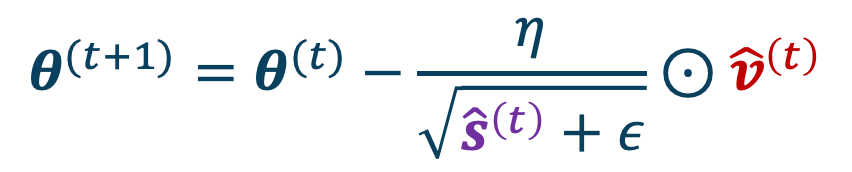 𝜽^(t+1) = 𝜽^(t) − η / √(ŝ^(t) + ϵ) ⊙ v̂^(t)